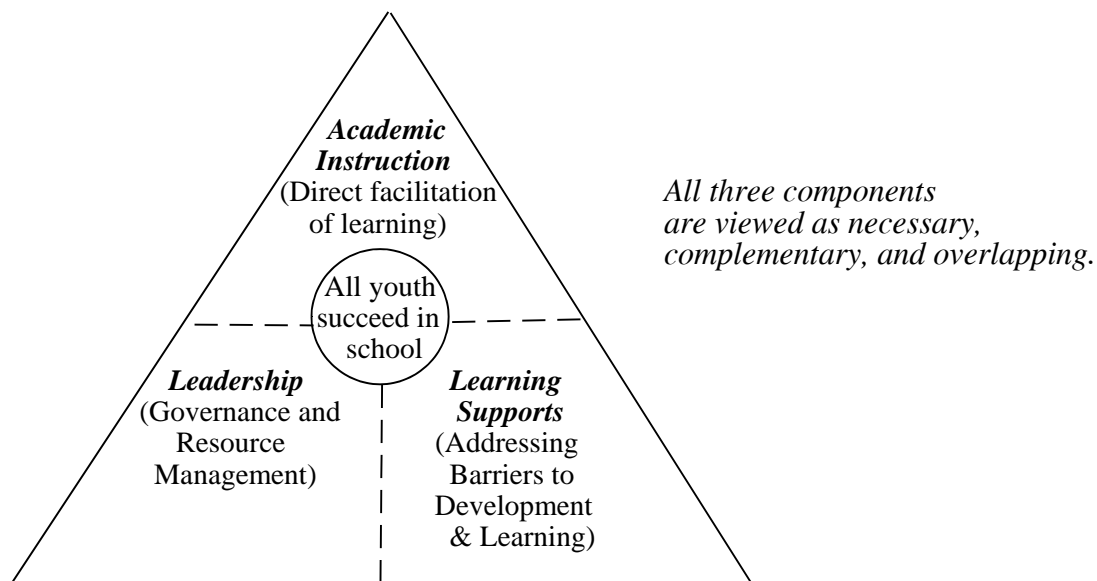 Academic
Instruction
(Direct facilitation
of learning)
All three components
are viewed as necessary,
complementary, and overlapping.
All youth
succeed in
school
Leadership
(Governance and
Resource
Management)
Learning
Supports
(Addressing
Barriers to
Development
& Learning)